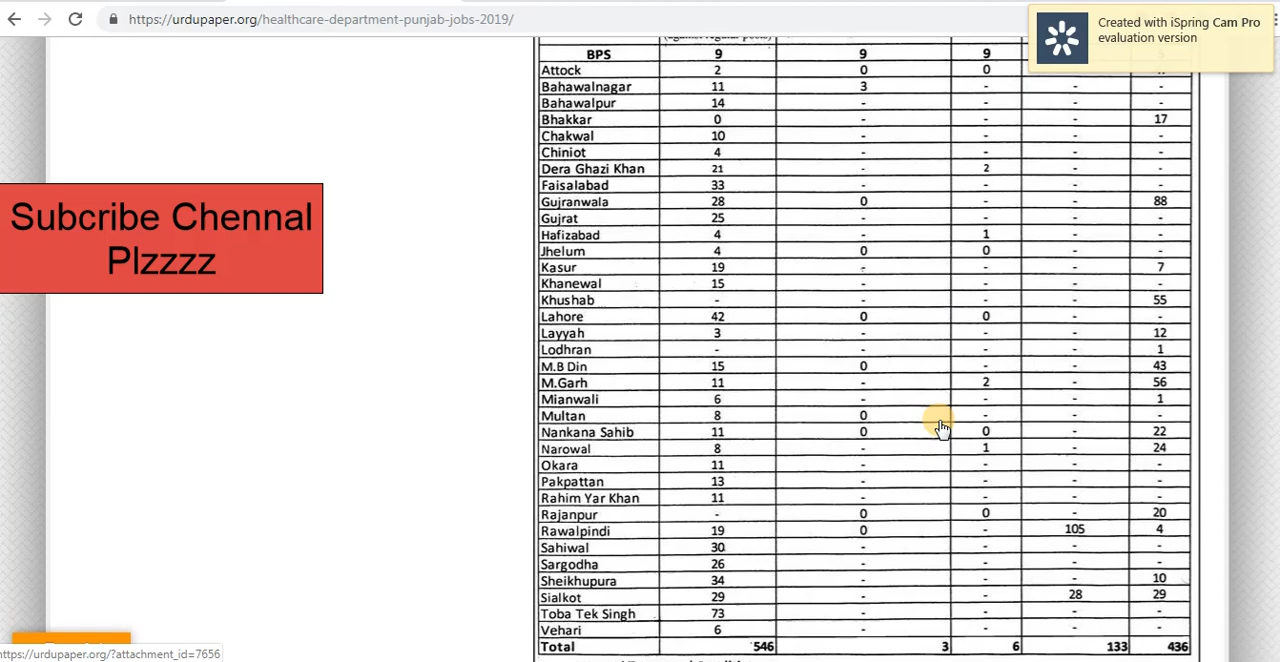 https://urdupaper.org/healthcare-department-punjab-jobs-2019/
Created with iSpring Cam Pro
evaluation version
BPS 9 9 9
Attock 2 0 0
Bahawalnagar 11 3 - - -
Bahawalpur 14 - - - -
Bhakkar 0 - - - 17
Chakwal 10 - - - -
Chiniot 4 - - - -
Dera Ghazi Khan 21 - 2 - -
Faisalabad 33 - - - -
Gujranwala 28 0 - - 88
Gujrat 25 - - - -
Hafizabad 4 - 1 - -
Jhelum 4 0 0 - -
Kasur 19 - - - 7
Khanewal 15 - - - -
Khushab - - - - 55
Lahore 42 0 0 - -
Layyah 3 - - - 12
Lodhran - - - - 1
M.B Din 15 0 - - 43
M.Garh 11 - 2 - 56
Mianwali 6 - - - 1
Multan 8 0 - - -
Nankana Sahib 11 0 0 - 22
Narowal 8 - 1 - 24
Okara 11 - - - -
Pakpattan 13 - - - -
Rahim Yar Khan 11 - - - -
Rajanpur - 0 0 - 20
Rawalpindi 19 0 - 105 4
Sahiwal 30 - - - -
Sargodha 26 - - - -
Sheikhupura 34 - - - 10
Sialkot 29 - - 28 29
Toba Tek Singh 73 - - - -
Vehari 6 - - - -
Total 546 3 6 133 436
Subcribe Chennal
Plzzzz
https://urdupaper.org/?attachment_id=7656